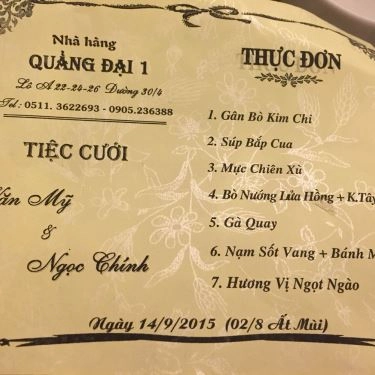 Nhà hàng
QUẢNG ĐẠI 1
Lô A 22-24-26 Đường 30/4
Tel: 0511. 3622693 - 0905.236388
TIỆC CƯỚI
Văn Mỹ
&
Ngọc Chính
THỰC ĐƠN
1. Gân Bò Kim Chi
2. Súp Bắp Cua
3. Mực Chiên Xù
4. Bò Nướng Lửa Hồng + K.Tây
5. Gà Quay
6. Nạm Sốt Vang + Bánh M
7. Hương Vị Ngọt Ngào
Ngày 14/9/2015 (02/8 Ất Mùi)